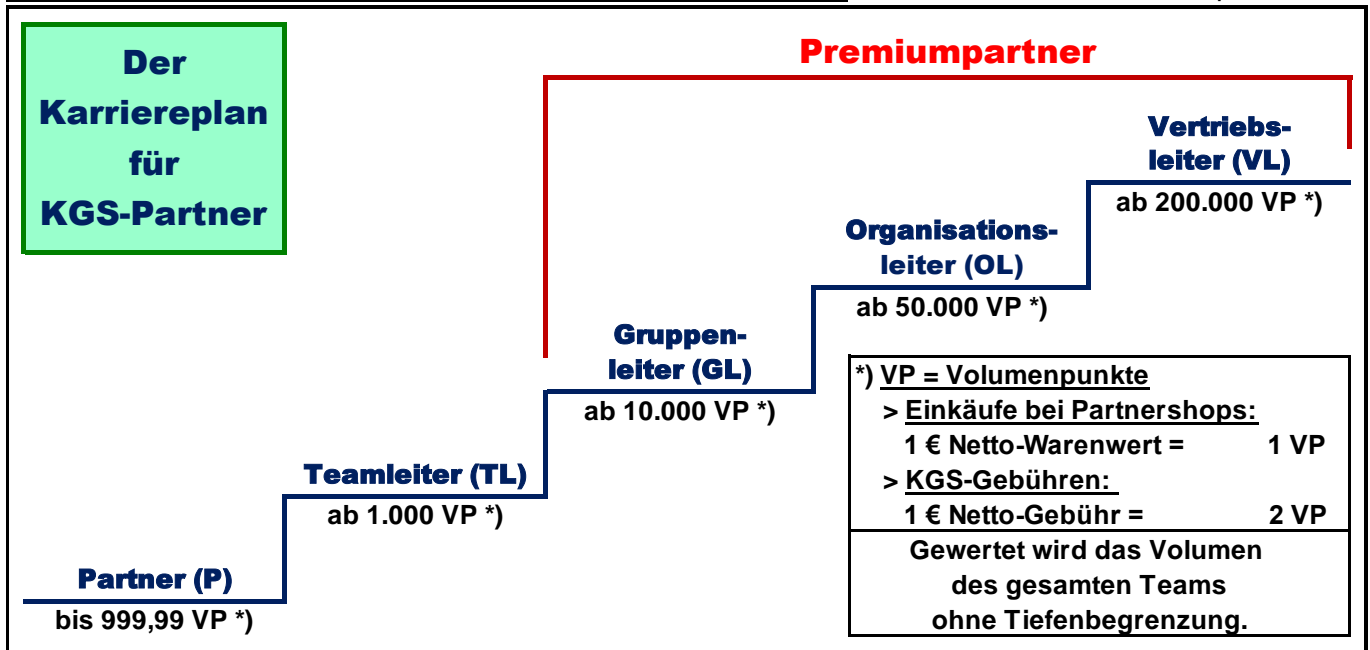 Der
Karriereplan
für
KGS-Partner
Premiumpartner
Vertriebs-
leiter (VL)
ab 200.000 VP *)
Organisations-
leiter (OL)
ab 50.000 VP *)
Gruppen-
leiter (GL)
ab 10.000 VP *)
Teamleiter (TL)
ab 1.000 VP *)
Partner (P)
bis 999,99 VP *)
*) VP = Volumenpunkte
> Einkäufe bei Partnershops:
1 € Netto-Warenwert = 1 VP
> KGS-Gebühren:
1 € Netto-Gebühr = 2 VP
Gewertet wird das Volumen
des gesamten Teams
ohne Tiefenbegrenzung.